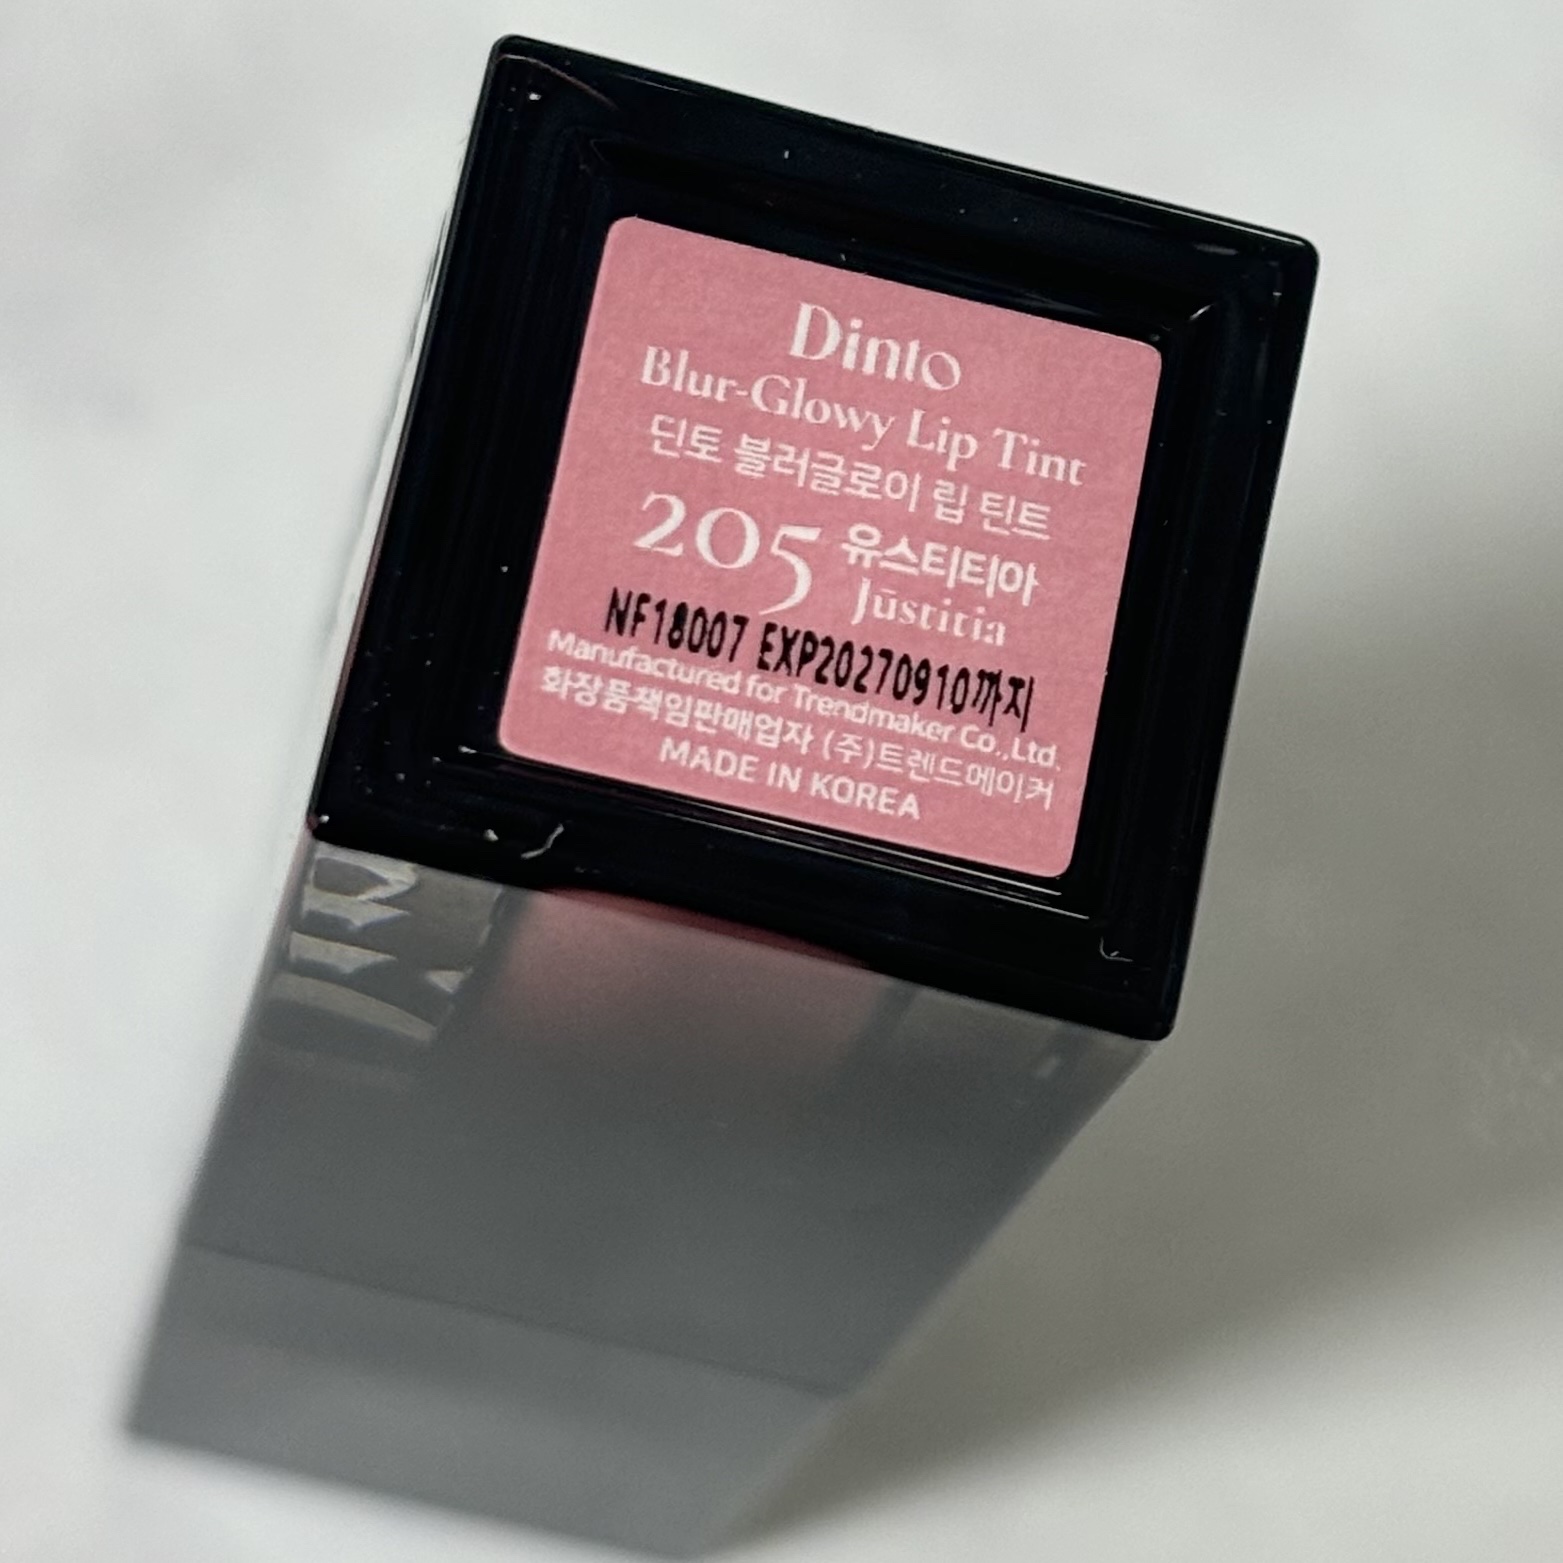 Dinto
Blur-Glowy Lip Tint
딘토 블러글로이 립 틴트
205 유스티티아
Jūstitia
NF18007 EXP20270910까지
Manufactured for Trendmaker Co.,Ltd.
화장품책임판매업자 (주)트렌드메이커
MADE IN KOREA